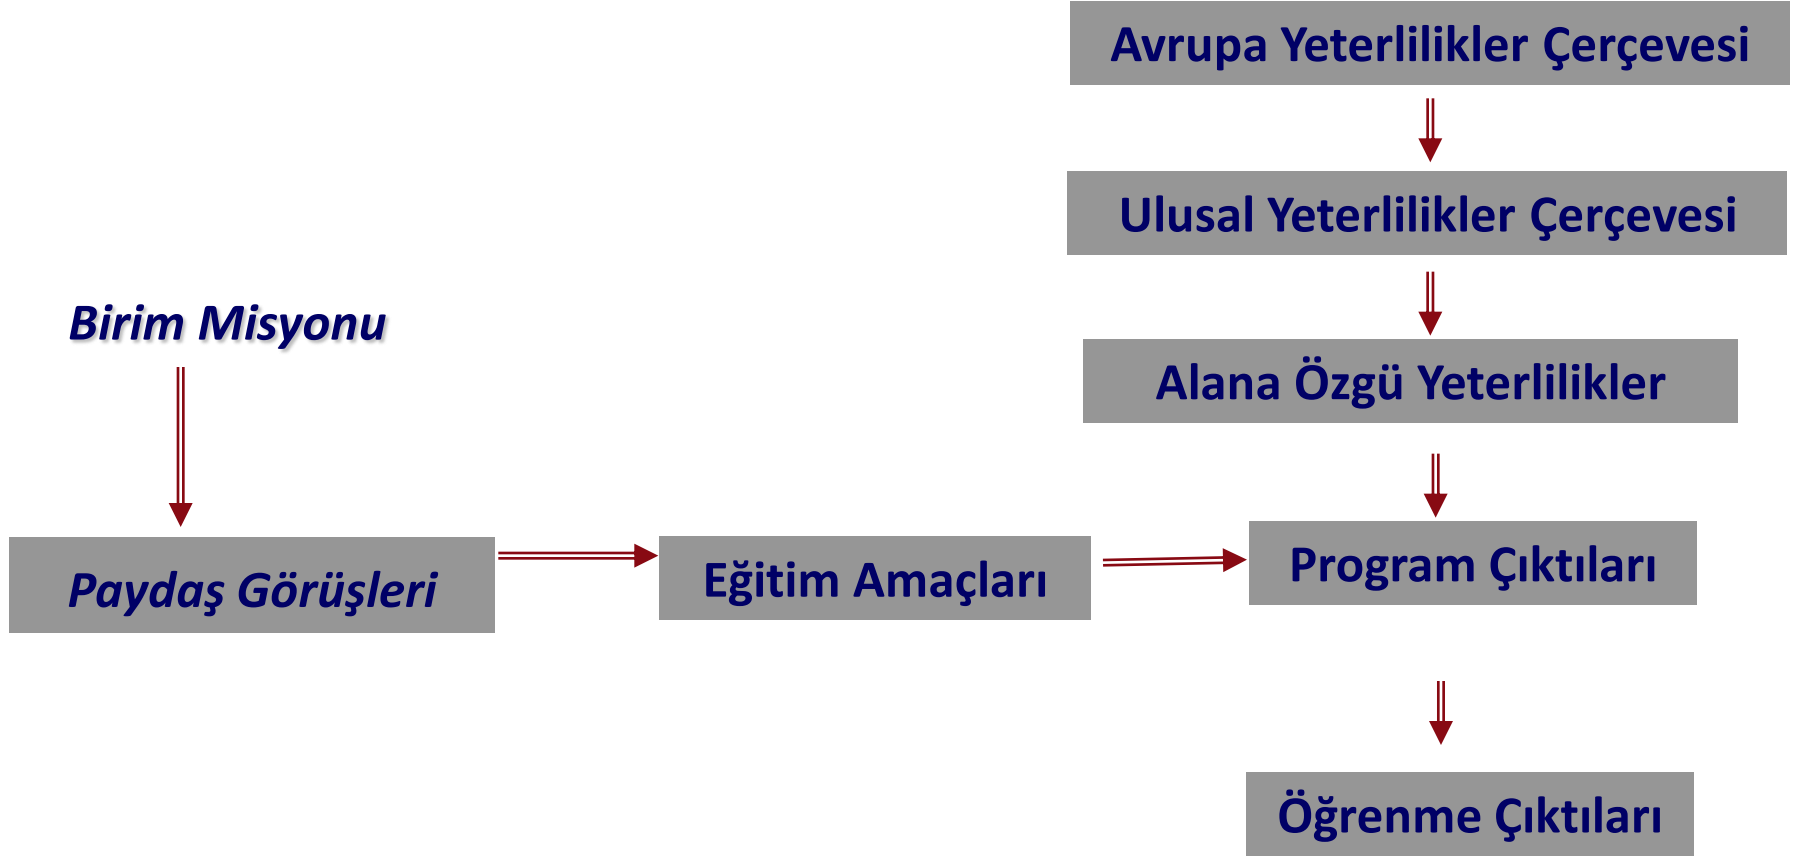 Avrupa Yeterlilikler Çerçevesi
Ulusal Yeterlilikler Çerçevesi
Birim Misyonu
Alana Özgü Yeterlilikler
Paydaş Görüşleri
Eğitim Amaçları
Program Çıktıları
Öğrenme Çıktıları